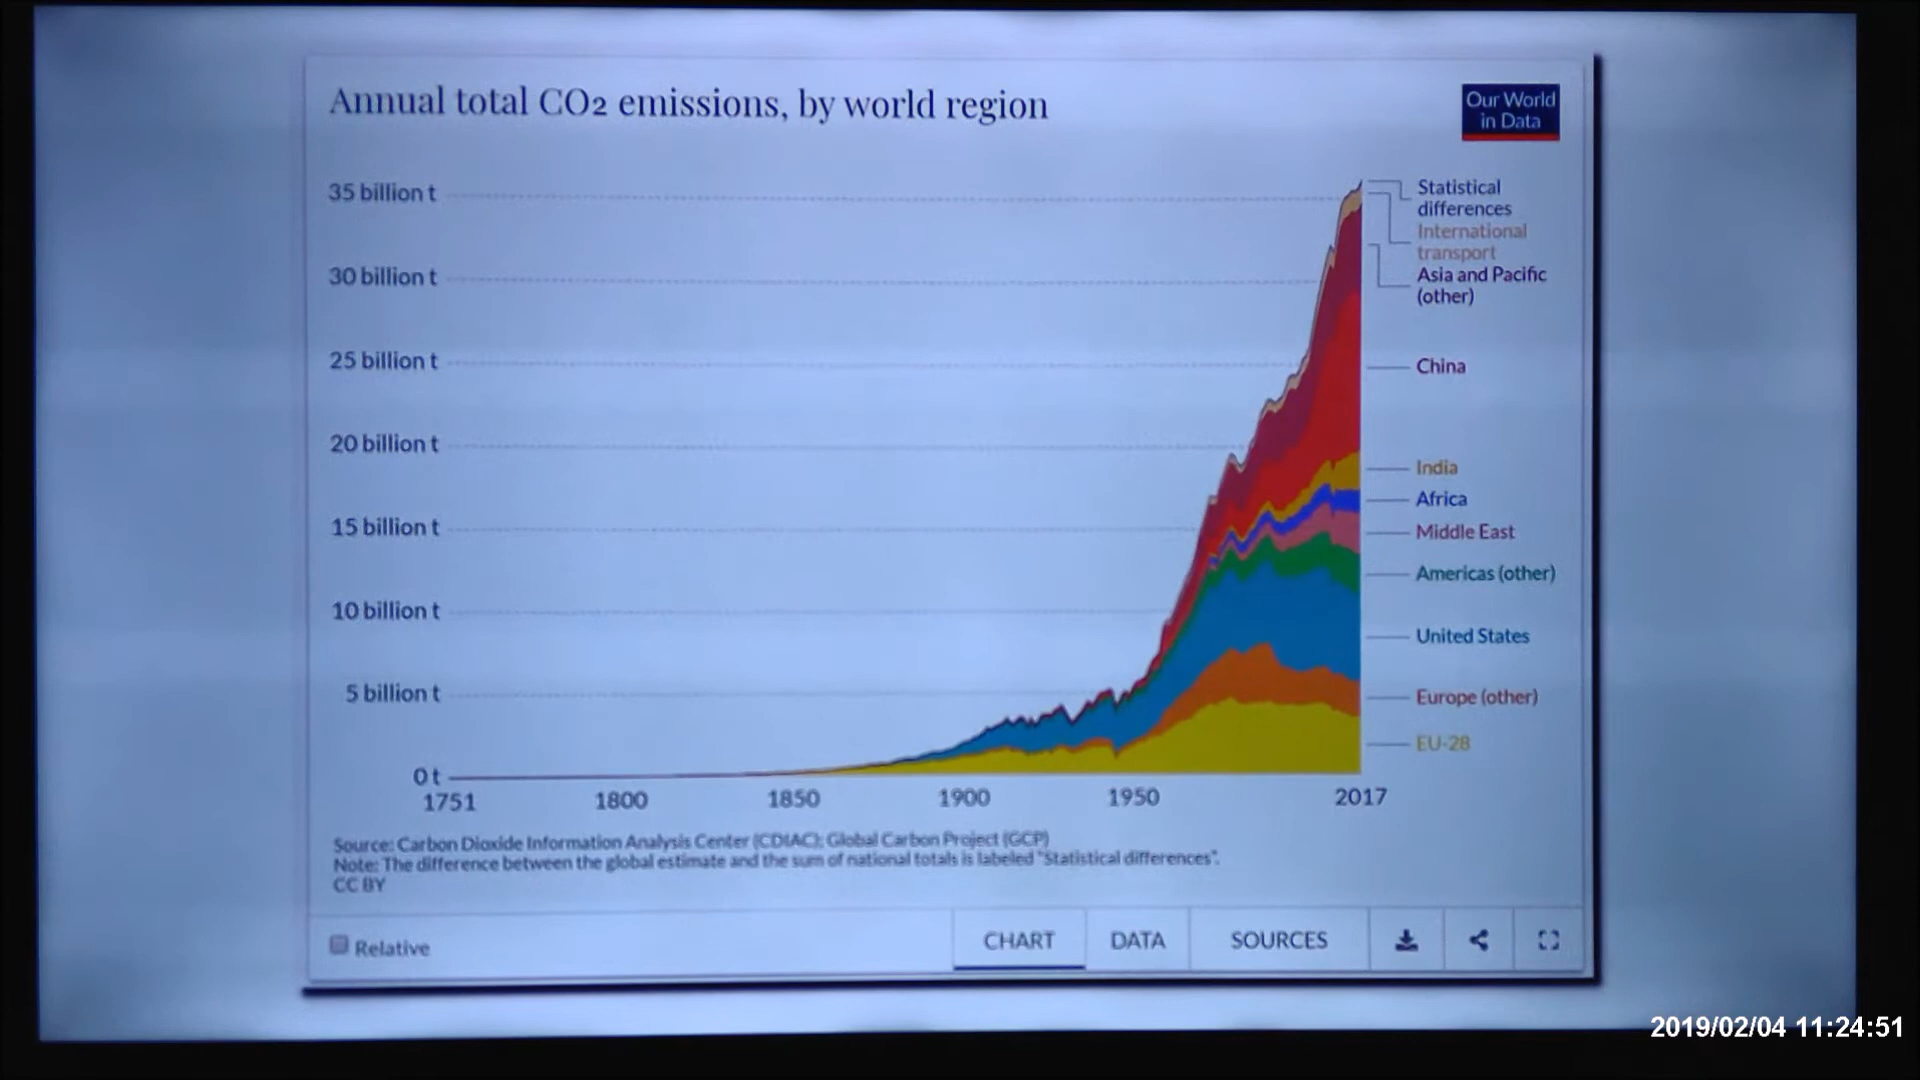 Annual total CO2 emissions, by world region
Our World
in Data
35 billion t
30 billion t
25 billion t
20 billion t
15 billion t
10 billion t
5 billion t
0 t
1751
1800
1850
1900
1950
2017
Statistical
differences
International
transport
Asia and Pacific
(other)
China
India
Africa
Middle East
Americas (other)
United States
Europe (other)
EU-28
Source: Carbon Dioxide Information Analysis Center (CDIAC); Global Carbon Project (GCP)
Note: The difference between the global estimate and the sum of national totals is labeled "Statistical differences".
CC BY
Relative
CHART
DATA
SOURCES
2019/02/04 11:24:51